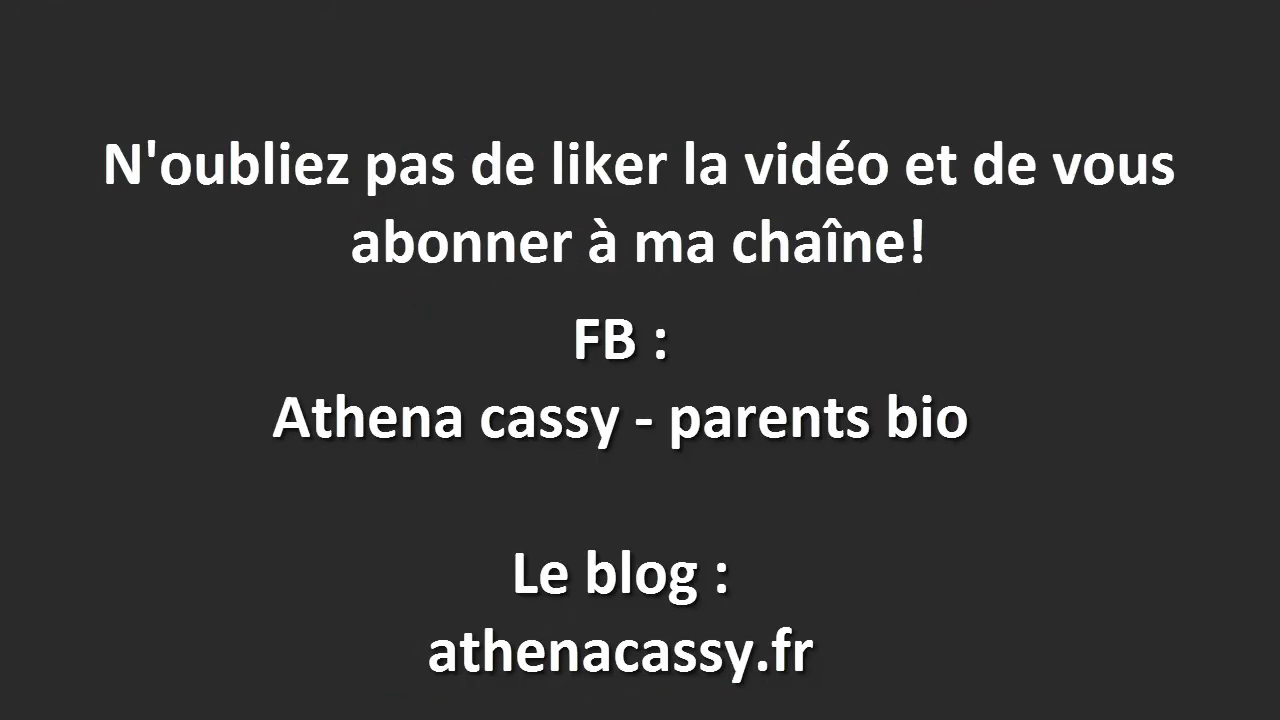 N'oubliez pas de liker la vidéo et de vous
abonner à ma chaîne!
FB :
Athena cassy - parents bio
Le blog :
athenacassy.fr